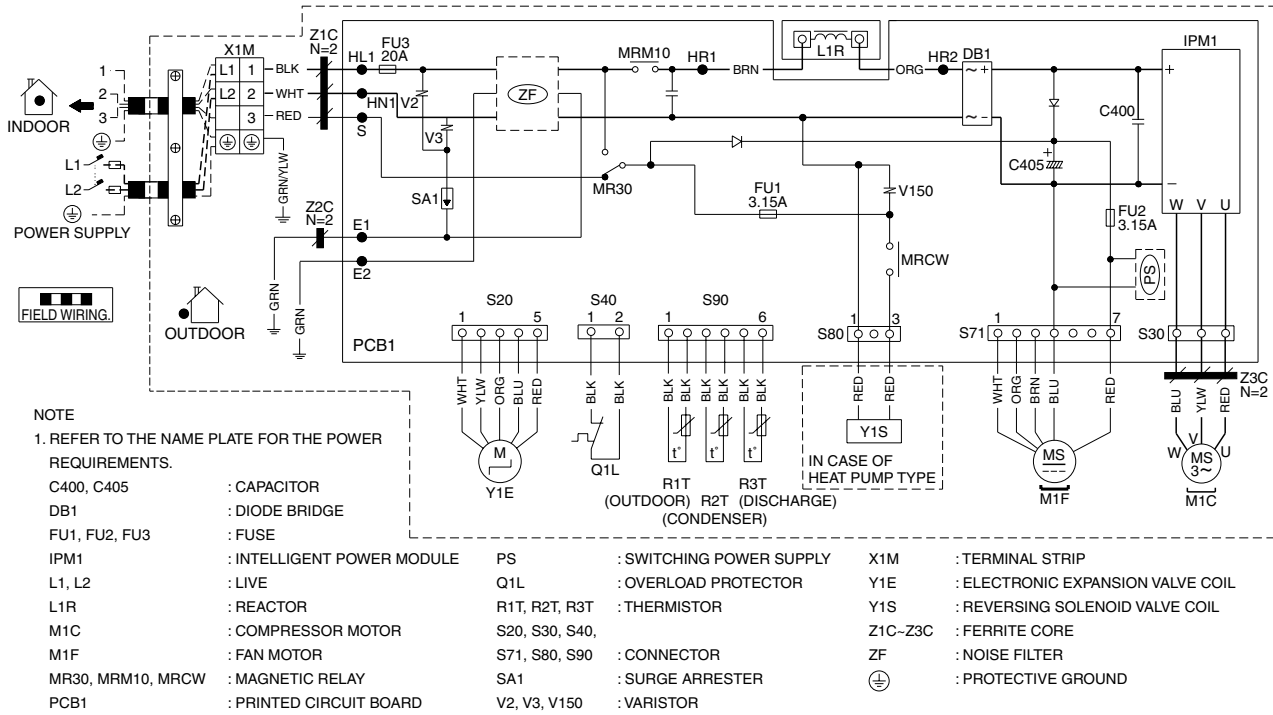 X1M
Z1C
N=2
FU3
20A
HL1
MRM10
HR1
L1R
HR2
DB1
IPM1
L1 1
BLK
L2 2
WHT
3
RED
1
2
3
INDOOR
L1
L2
POWER SUPPLY
HN1
V2
S
V3
ZF
BRN
ORG
~+
~−
C400
+
−
C405
+
W V U
SA1
MR30
FU1
3.15A
V150
MRCW
FU2
3.15A
PS
GRN/YLW
Z2C
N=2
E1
E2
GRN
GRN
FIELD WIRING.
OUTDOOR
PCB1
S20
1 5
S40
1 2
S90
1 6
S80
1 3
S71
1 7
S30
WHT
YLW
ORG
BLU
RED
BLK
BLK
BLK
BLK
BLK
BLK
BLK
BLK
RED
RED
WHT
ORG
BRN
BLU
RED
BLU
YLW
RED
Z3C
N=2
M
Y1E
Q1L
t°
t°
t°
R1T
(OUTDOOR)
R2T
(CONDENSER)
R3T
(DISCHARGE)
Y1S
IN CASE OF
HEAT PUMP TYPE
MS
M1F
W V U
MS
3~
M1C
NOTE
1. REFER TO THE NAME PLATE FOR THE POWER
REQUIREMENTS.
C400, C405 : CAPACITOR
DB1 : DIODE BRIDGE
FU1, FU2, FU3 : FUSE
IPM1 : INTELLIGENT POWER MODULE
L1, L2 : LIVE
L1R : REACTOR
M1C : COMPRESSOR MOTOR
M1F : FAN MOTOR
MR30, MRM10, MRCW : MAGNETIC RELAY
PCB1 : PRINTED CIRCUIT BOARD
PS : SWITCHING POWER SUPPLY
Q1L : OVERLOAD PROTECTOR
R1T, R2T, R3T : THERMISTOR
S20, S30, S40,
S71, S80, S90 : CONNECTOR
SA1 : SURGE ARRESTER
V2, V3, V150 : VARISTOR
X1M : TERMINAL STRIP
Y1E : ELECTRONIC EXPANSION VALVE COIL
Y1S : REVERSING SOLENOID VALVE COIL
Z1C~Z3C : FERRITE CORE
ZF : NOISE FILTER
: PROTECTIVE GROUND